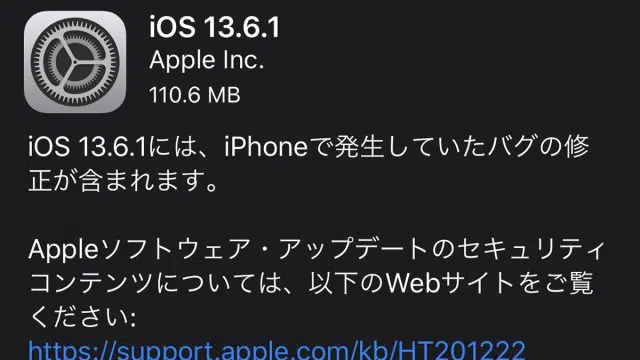 iOS 13.6.1
Apple Inc.
110.6 MB
iOS 13.6.1には、iPhoneで発生していたバグの修
正が含まれます。
Appleソフトウェア・アップデートのセキュリティ
コンテンツについては、以下のWebサイトをご覧
ください:
https://support.apple.com/kb/HT201222